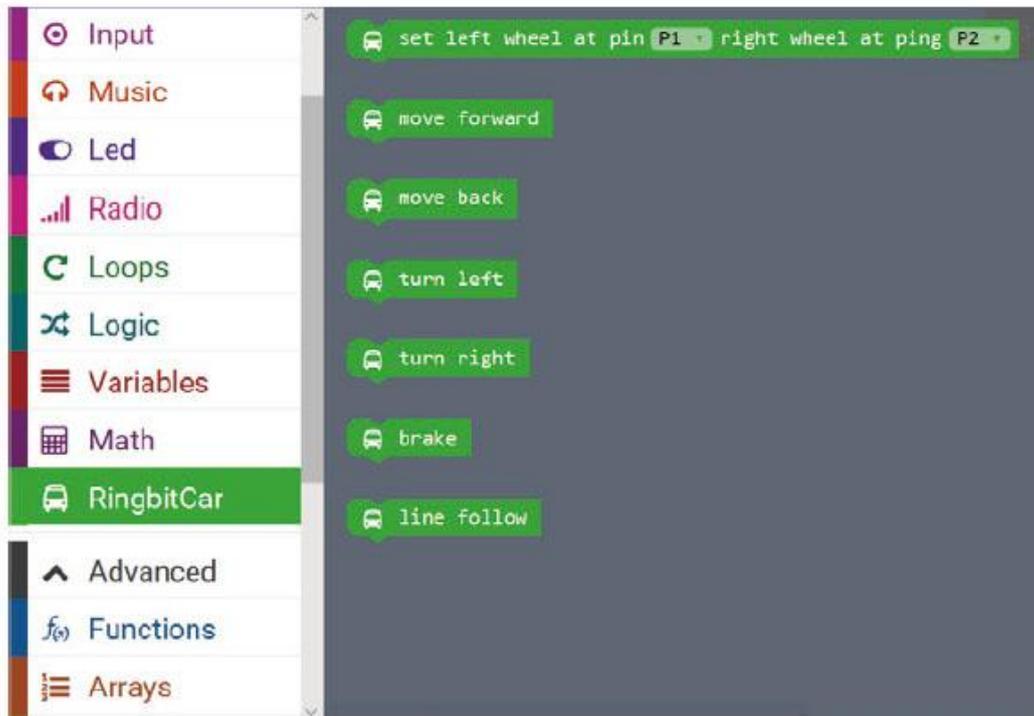 Input
Music
Led
Radio
Loops
Logic
Variables
Math
RingbitCar
Advanced
f(x) Functions
Arrays
set left wheel at pin P1 right wheel at ping P2
move forward
move back
turn left
turn right
brake
line follow